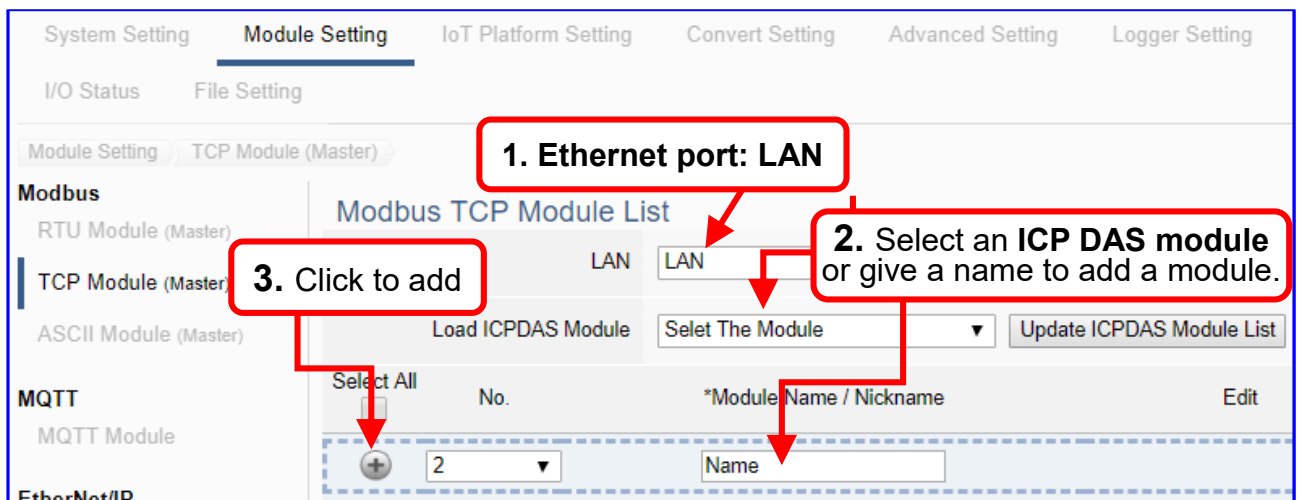 System Setting Module Setting IoT Platform Setting Convert Setting Advanced Setting Logger Setting
I/O Status File Setting
Module Setting TCP Module (Master)
1. Ethernet port: LAN
Modbus
RTU Module (Master)
TCP Module (Master)
ASCII Module (Master)
MQTT
MQTT Module
EtherNet/IP
Modbus TCP Module List
LAN LAN
2. Select an ICP DAS module
or give a name to add a module.
3. Click to add
Load ICPDAS Module Selet The Module ▼ Update ICPDAS Module List
Select All No. *Module Name / Nickname Edit
2 ▼ Name